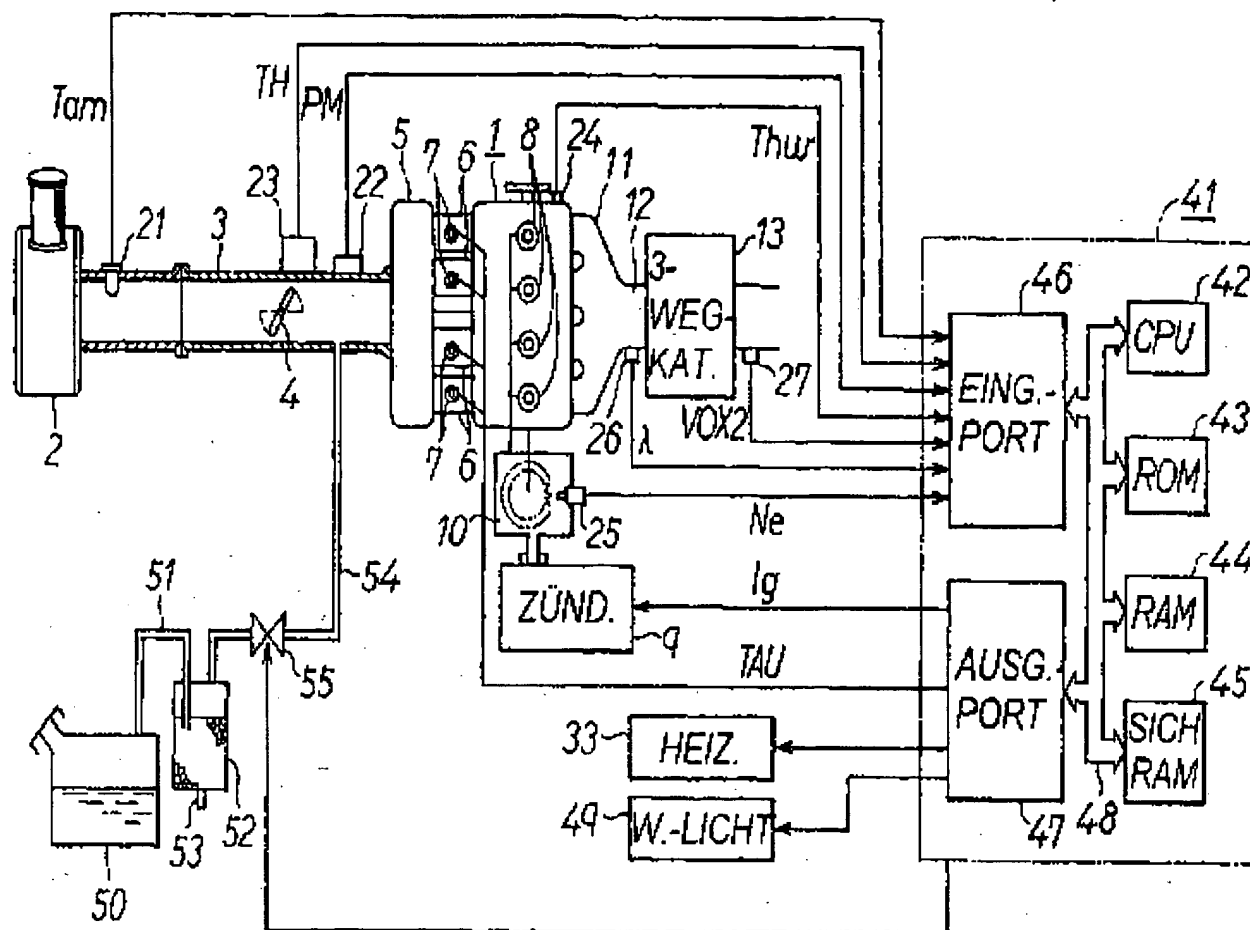 Tam
TH
PM
5
7
6
1
8
24
Thw
11
12
13
41
21
3
23
22
46
42
3-
WEG-
KAT.
EING.-
PORT
CPU
43
ROM
2
4
7
6
26
λ
VOX2
27
10
25
Ne
44
RAM
54
Ig
51
ZÜND.
9
AUSG.-
PORT
45
SICH
RAM
55
TAU
33
HEIZ.
49
W.-LICHT
47
48
50
53
52